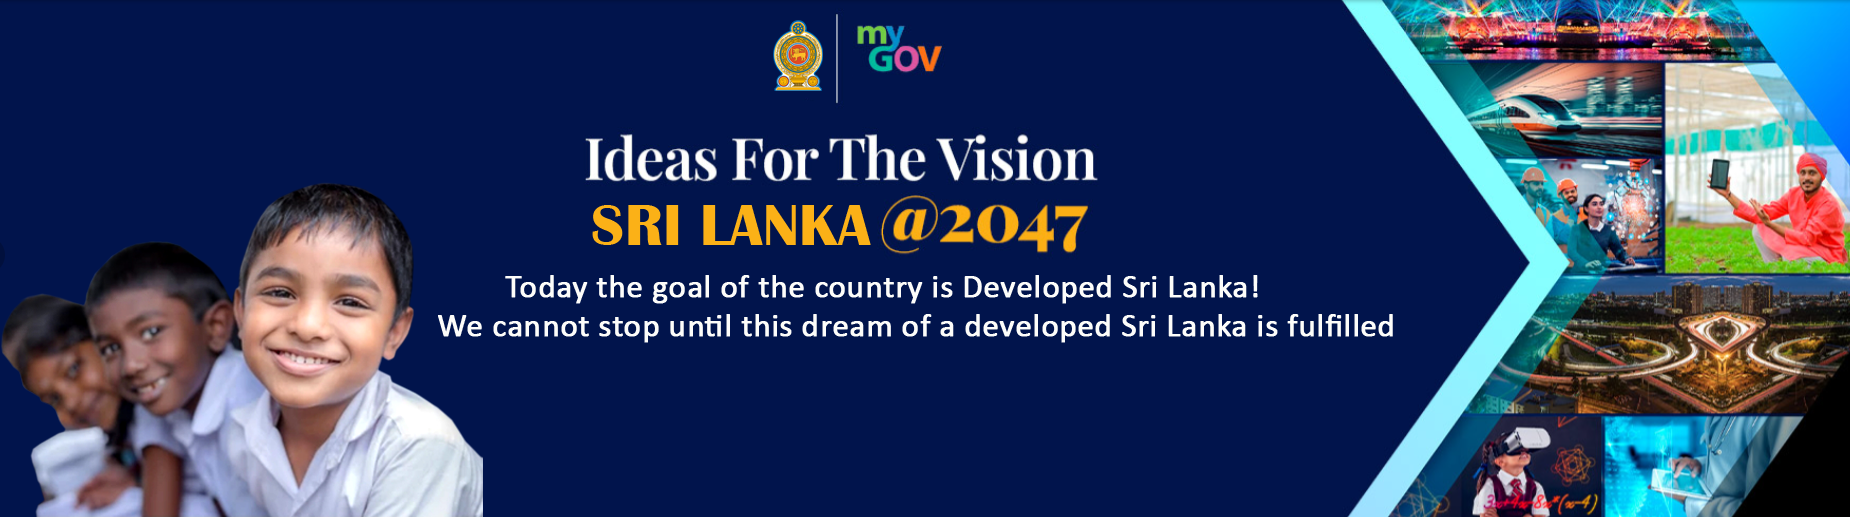 my
GOV
Ideas For The Vision
SRI LANKA @2047
Today the goal of the country is Developed Sri Lanka!
We cannot stop until this dream of a developed Sri Lanka is fulfilled